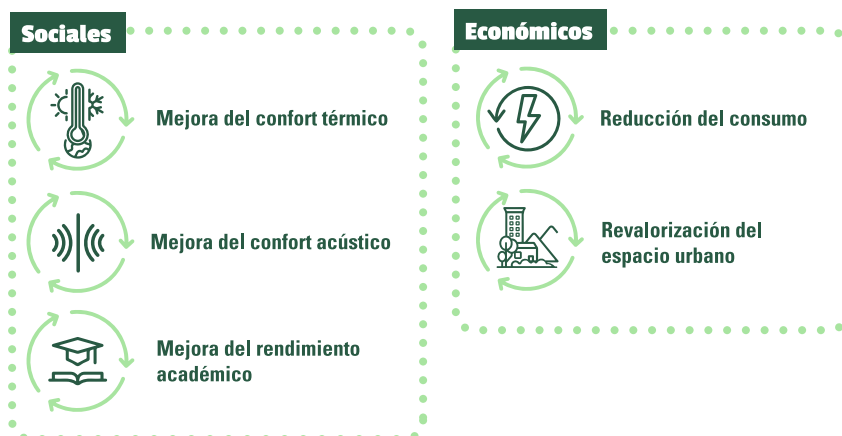 Sociales
Mejora del confort térmico
Mejora del confort acústico
Mejora del rendimiento
académico
Económicos
Reducción del consumo
Revalorización del
espacio urbano